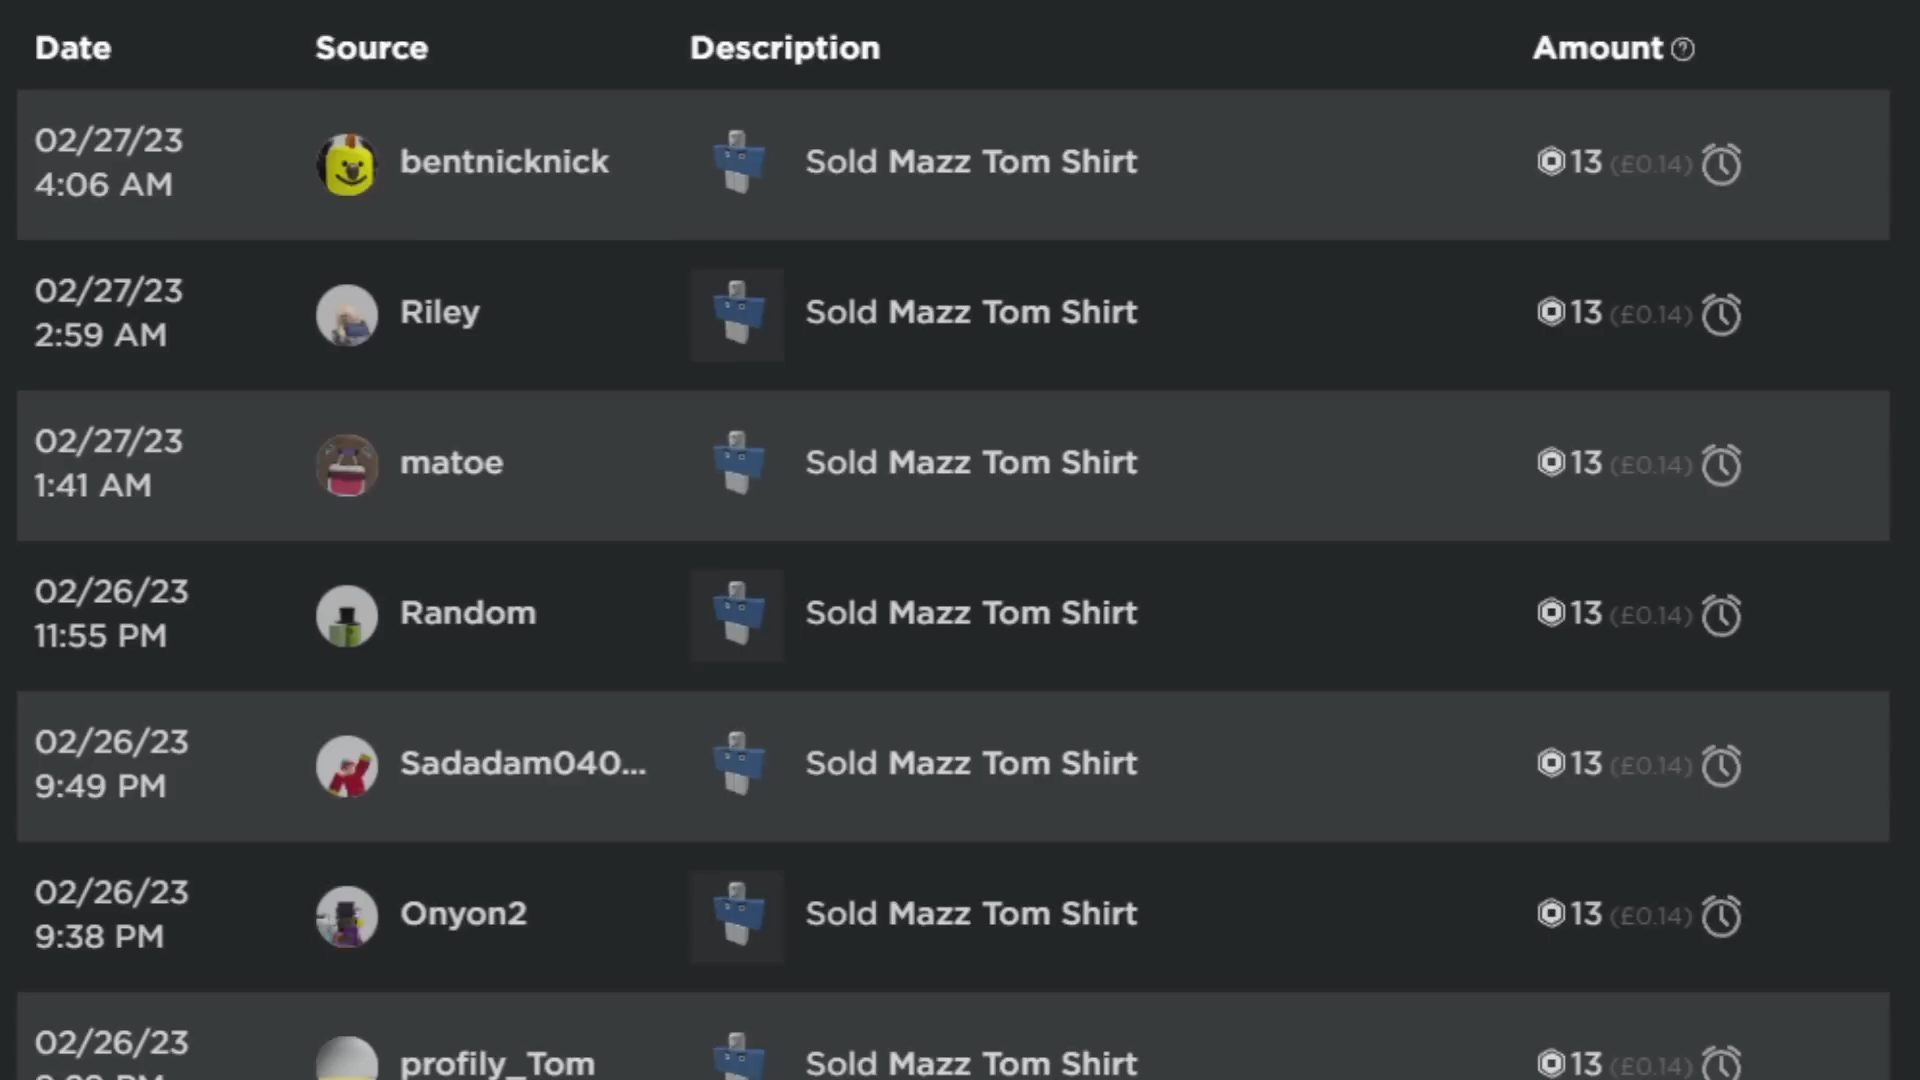 Date Source Description Amount ?
02/27/23
4:06 AM
bentnicknick Sold Mazz Tom Shirt 13 (£0.14)
02/27/23
2:59 AM
Riley Sold Mazz Tom Shirt 13 (£0.14)
02/27/23
1:41 AM
matoe Sold Mazz Tom Shirt 13 (£0.14)
02/26/23
11:55 PM
Random Sold Mazz Tom Shirt 13 (£0.14)
02/26/23
9:49 PM
Sadadam040... Sold Mazz Tom Shirt 13 (£0.14)
02/26/23
9:38 PM
Onyon2 Sold Mazz Tom Shirt 13 (£0.14)
02/26/23
profily_Tom Sold Mazz Tom Shirt 13 (£0.14)